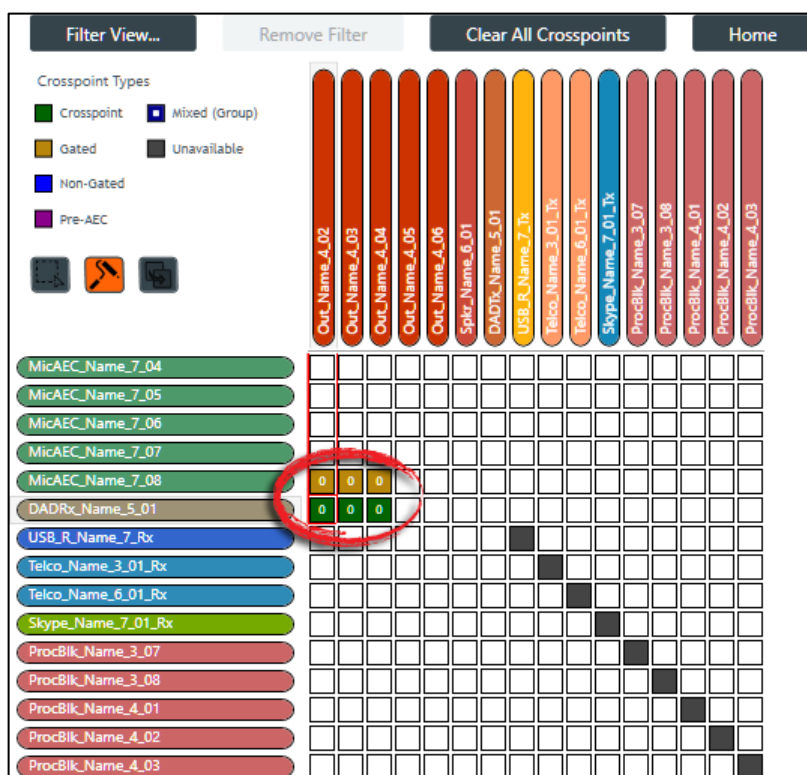 Filter View... Remove Filter Clear All Crosspoints Home
Crosspoint Types
Crosspoint Mixed (Group)
Gated Unavailable
Non-Gated
Pre-AEC
Out_Name_4_02
Out_Name_4_03
Out_Name_4_04
Out_Name_4_05
Out_Name_4_06
Spkr_Name_6_01
DADTx_Name_5_01
USB_R_Name_7_Tx
Telco_Name_3_01_Tx
Telco_Name_6_01_Tx
Skype_Name_7_01_Tx
ProcBlk_Name_3_07
ProcBlk_Name_3_08
ProcBlk_Name_4_01
ProcBlk_Name_4_02
ProcBlk_Name_4_03
MicAEC_Name_7_04
MicAEC_Name_7_05
MicAEC_Name_7_06
MicAEC_Name_7_07
MicAEC_Name_7_08 0 0 0
DADRx_Name_5_01 0 0 0
USB_R_Name_7_Rx
Telco_Name_3_01_Rx
Telco_Name_6_01_Rx
Skype_Name_7_01_Rx
ProcBlk_Name_3_07
ProcBlk_Name_3_08
ProcBlk_Name_4_01
ProcBlk_Name_4_02
ProcBlk_Name_4_03